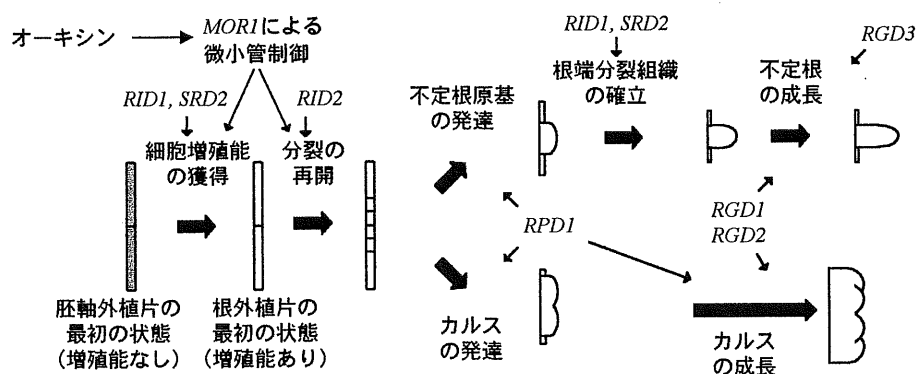 オーキシン
MOR1による
微小管制御
RID1, SRD2
RID2
細胞増殖能
の獲得
分裂の
再開
胚軸外植片の
最初の状態
(増殖能なし)
根外植片の
最初の状態
(増殖能あり)
不定根原基
の発達
RID1, SRD2
根端分裂組織
の確立
不定根
の成長
RGD3
RPD1
RGD1
RGD2
カルス
の発達
カルス
の成長